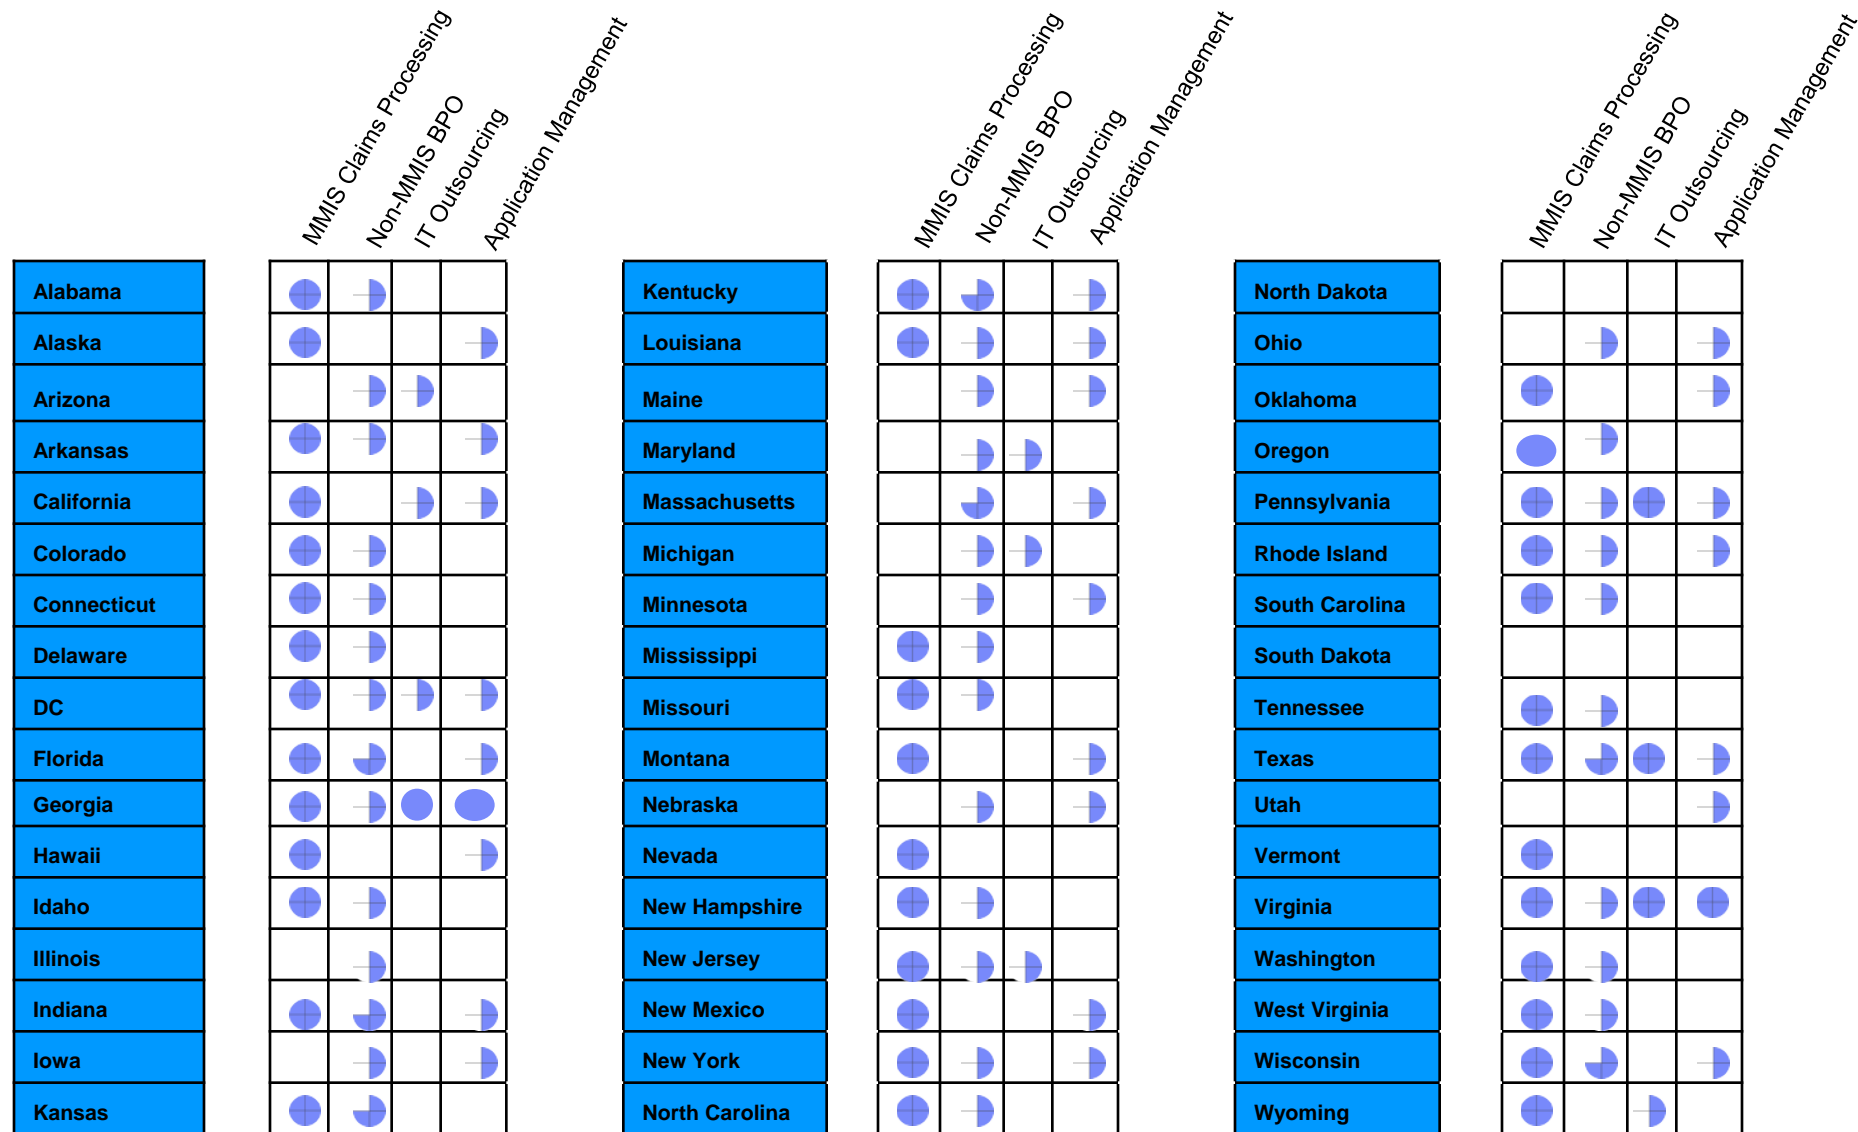 MMIS Claims Processing
Non-MMIS BPO
IT Outsourcing
Application Management
MMIS Claims Processing
Non-MMIS BPO
IT Outsourcing
Application Management
MMIS Claims Processing
Non-MMIS BPO
IT Outsourcing
Application Management
Alabama
Alaska
Arizona
Arkansas
California
Colorado
Connecticut
Delaware
DC
Florida
Georgia
Hawaii
Idaho
Illinois
Indiana
Iowa
Kansas
Kentucky
Louisiana
Maine
Maryland
Massachusetts
Michigan
Minnesota
Mississippi
Missouri
Montana
Nebraska
Nevada
New Hampshire
New Jersey
New Mexico
New York
North Carolina
North Dakota
Ohio
Oklahoma
Oregon
Pennsylvania
Rhode Island
South Carolina
South Dakota
Tennessee
Texas
Utah
Vermont
Virginia
Washington
West Virginia
Wisconsin
Wyoming